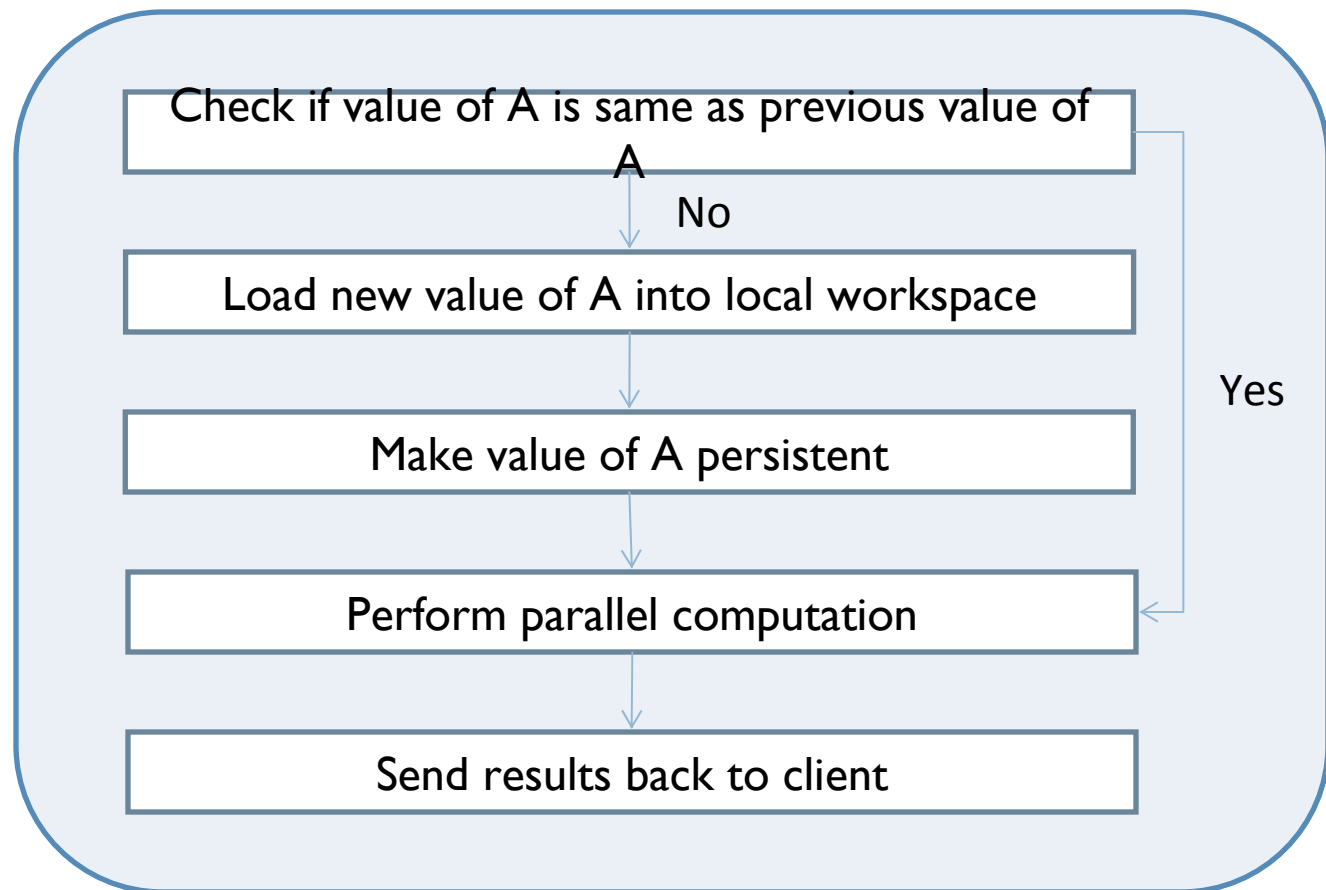 Check if value of A is same as previous value of
A
No
Load new value of A into local workspace
Yes
Make value of A persistent
Perform parallel computation
Send results back to client